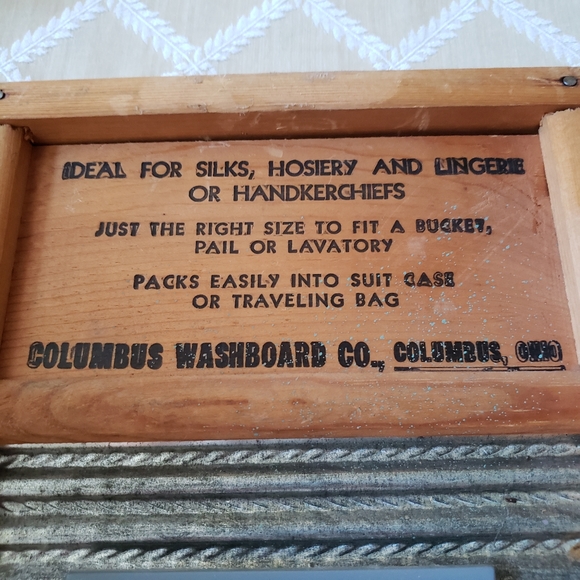 IDEAL FOR SILKS, HOSIERY AND LINGERIE
OR HANDKERCHIEFS
JUST THE RIGHT SIZE TO FIT A BUCKET,
PAIL OR LAVATORY
PACKS EASILY INTO SUIT CASE
OR TRAVELING BAG
COLUMBUS WASHBOARD CO., COLUMBUS, OHIO